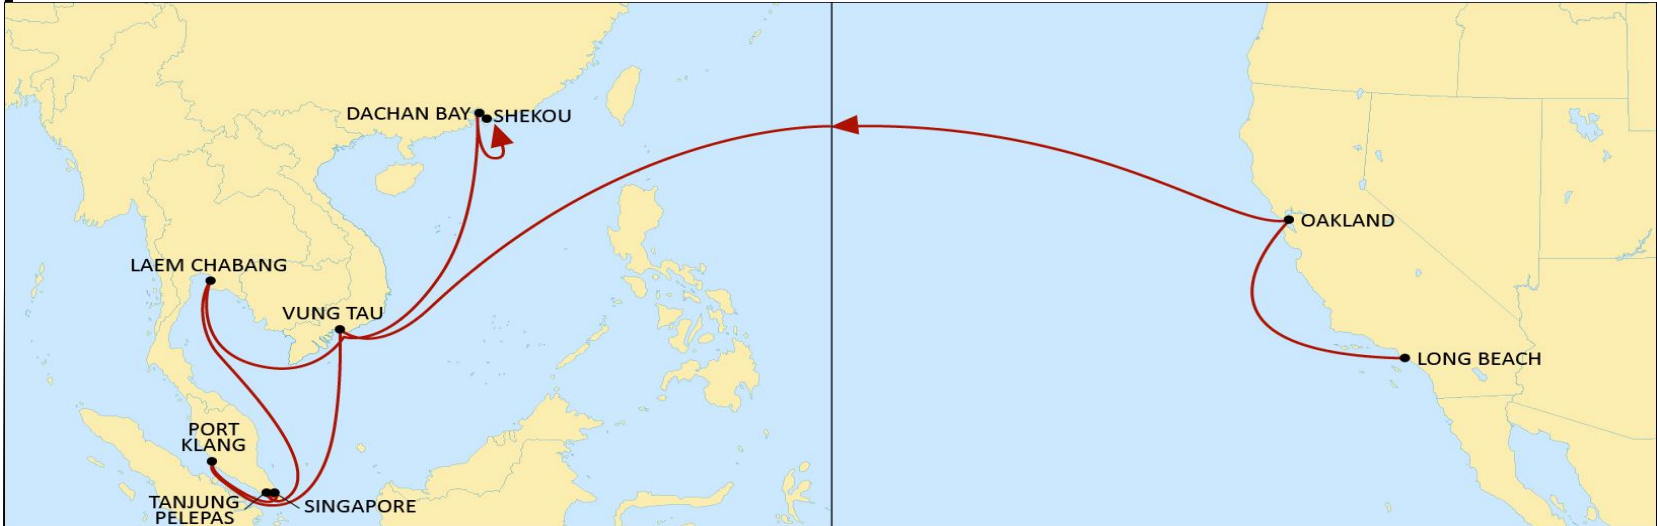 DACHAN BAY
SHEKOU
OAKLAND
LAEM CHABANG
VUNG TAU
LONG BEACH
PORT
KLANG
TANJUNG
PELEPAS
SINGAPORE